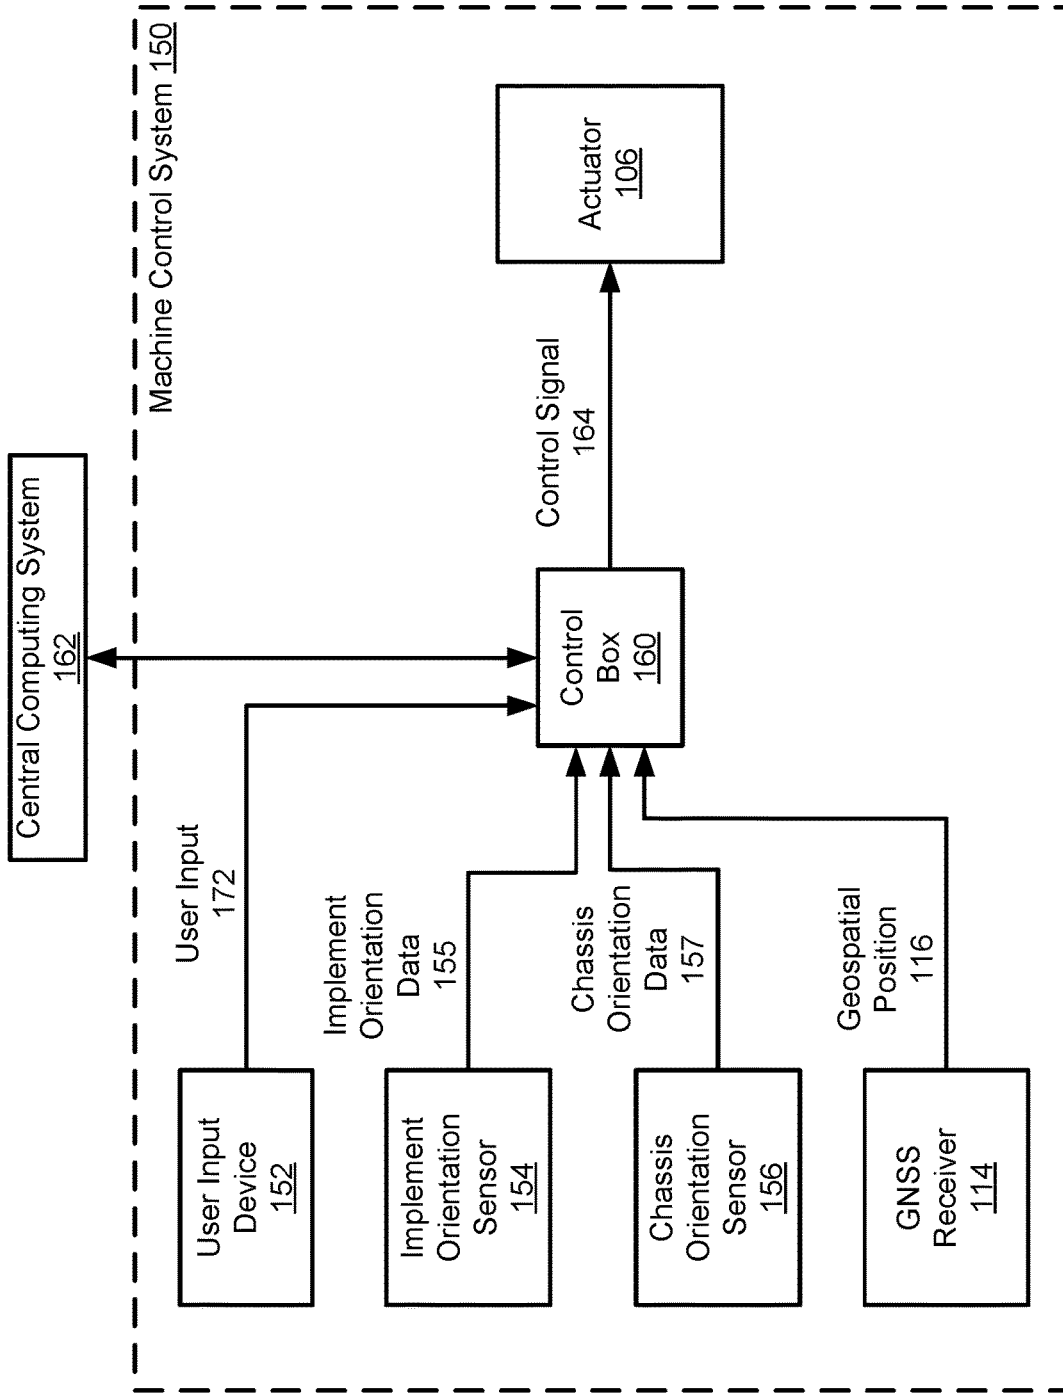 Central Computing System
162
Machine Control System 150
User Input
Device
152
User Input
172
Implement
Orientation
Sensor
154
Implement
Orientation
Data
155
Chassis
Orientation
Sensor
156
Chassis
Orientation
Data
157
GNSS
Receiver
114
Geospatial
Position
116
Control
Box
160
Control Signal
164
Actuator
106